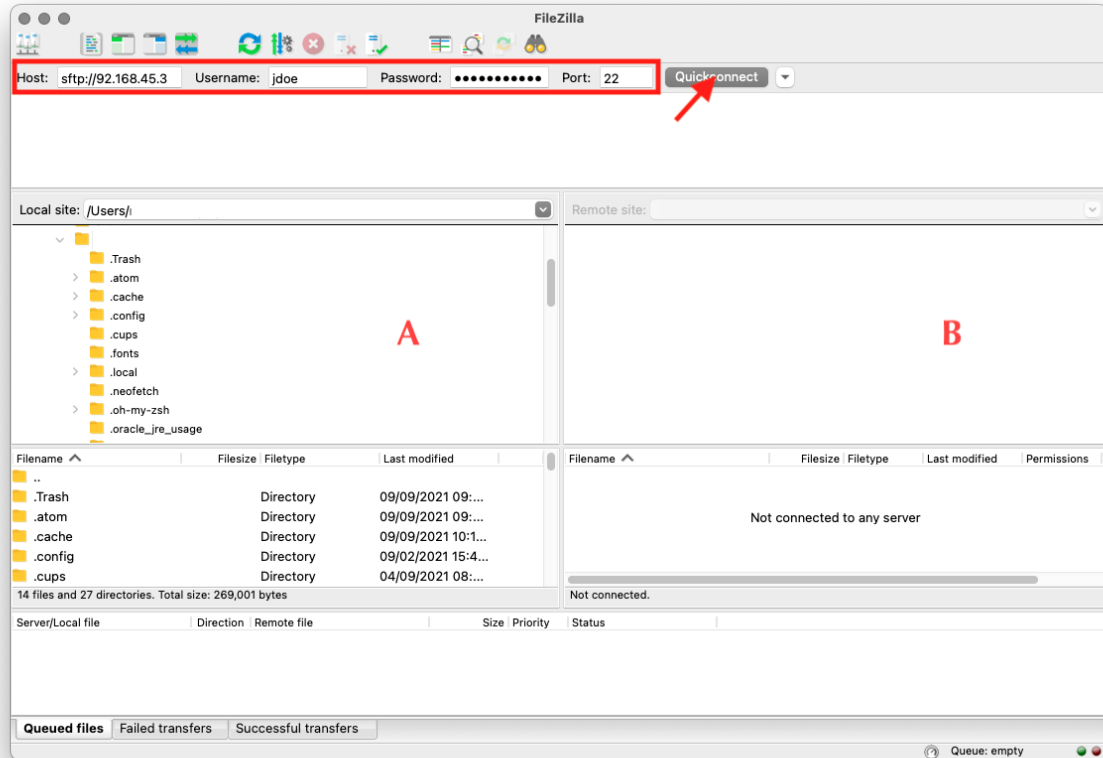 FileZilla
Host: sftp://92.168.45.3 Username: jdoe Password: ●●●●●●●●●●● Port: 22 Quickconnect
Local site: /Users/
Remote site:
.Trash
.atom
.cache
.config
.cups
.fonts
.local
.neofetch
.oh-my-zsh
.oracle_jre_usage
A
B
Filename Filesize Filetype Last modified
..
.Trash Directory 09/09/2021 09:...
.atom Directory 09/09/2021 09:...
.cache Directory 09/09/2021 10:1...
.config Directory 09/02/2021 15:4...
.cups Directory 04/09/2021 08:...
14 files and 27 directories. Total size: 269,001 bytes
Filename Filesize Filetype Last modified Permissions
Not connected to any server
Not connected.
Server/Local file Direction Remote file Size Priority Status
Queued files Failed transfers Successful transfers
Queue: empty